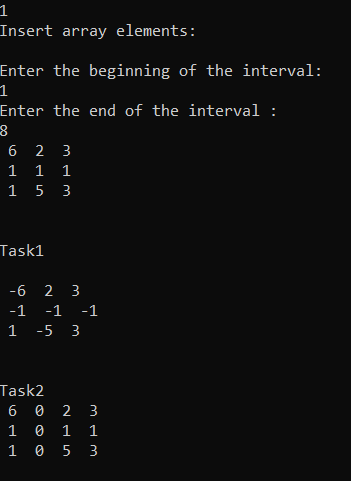 1
Insert array elements:
Enter the beginning of the interval:
1
Enter the end of the interval :
8
6 2 3
1 1 1
1 5 3
Task1
-6 2 3
-1 -1 -1
1 -5 3
Task2
6 0 2 3
1 0 1 1
1 0 5 3